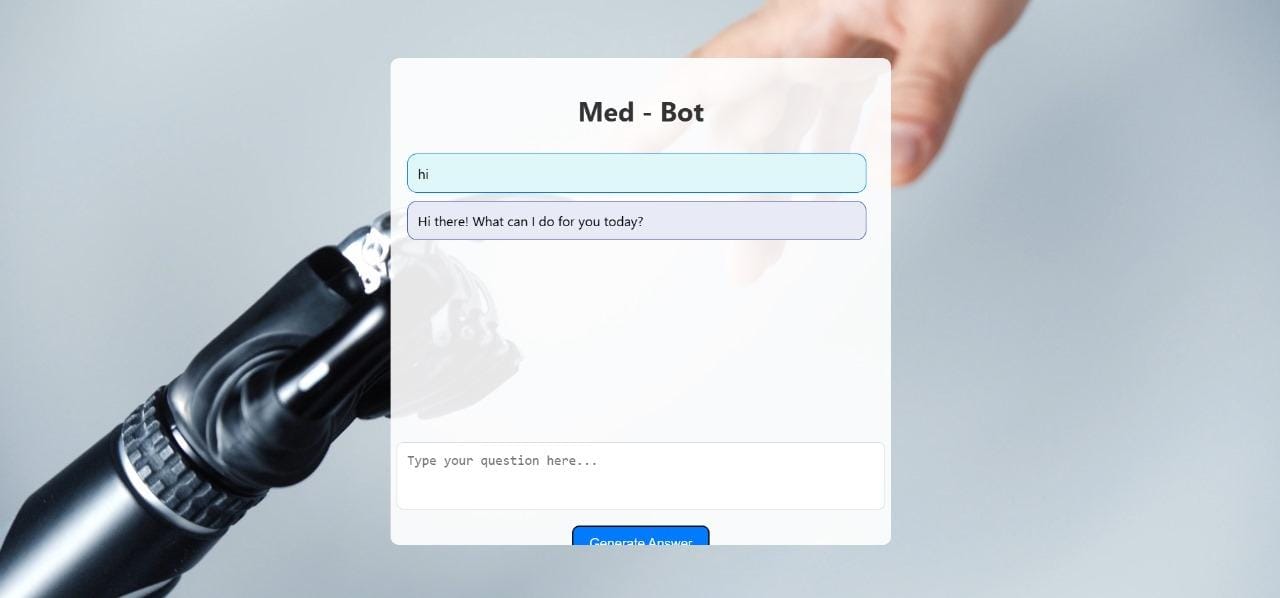 Med - Bot
hi
Hi there! What can I do for you today?
Type your question here...
Generate Answer